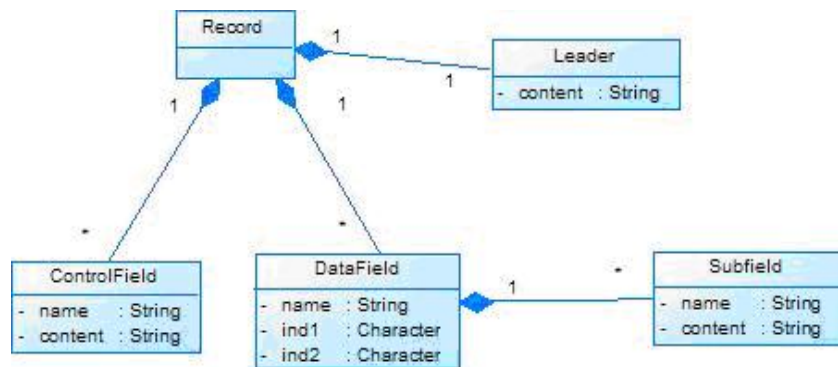 Record
1
Leader
1
- content : String
1
1
*
*
ControlField
- name : String
- content : String
DataField
- name : String
- ind1 : Character
- ind2 : Character
1
*
Subfield
- name : String
- content : String